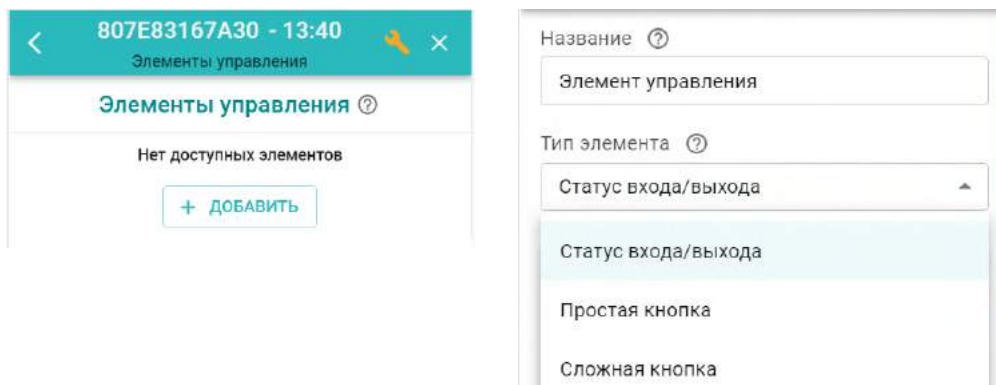 807E83167A30 - 13:40
Элементы управления
Элементы управления
Нет доступных элементов
+ ДОБАВИТЬ
Название
Элемент управления
Тип элемента
Статус входа/выхода
Статус входа/выхода
Простая кнопка
Сложная кнопка